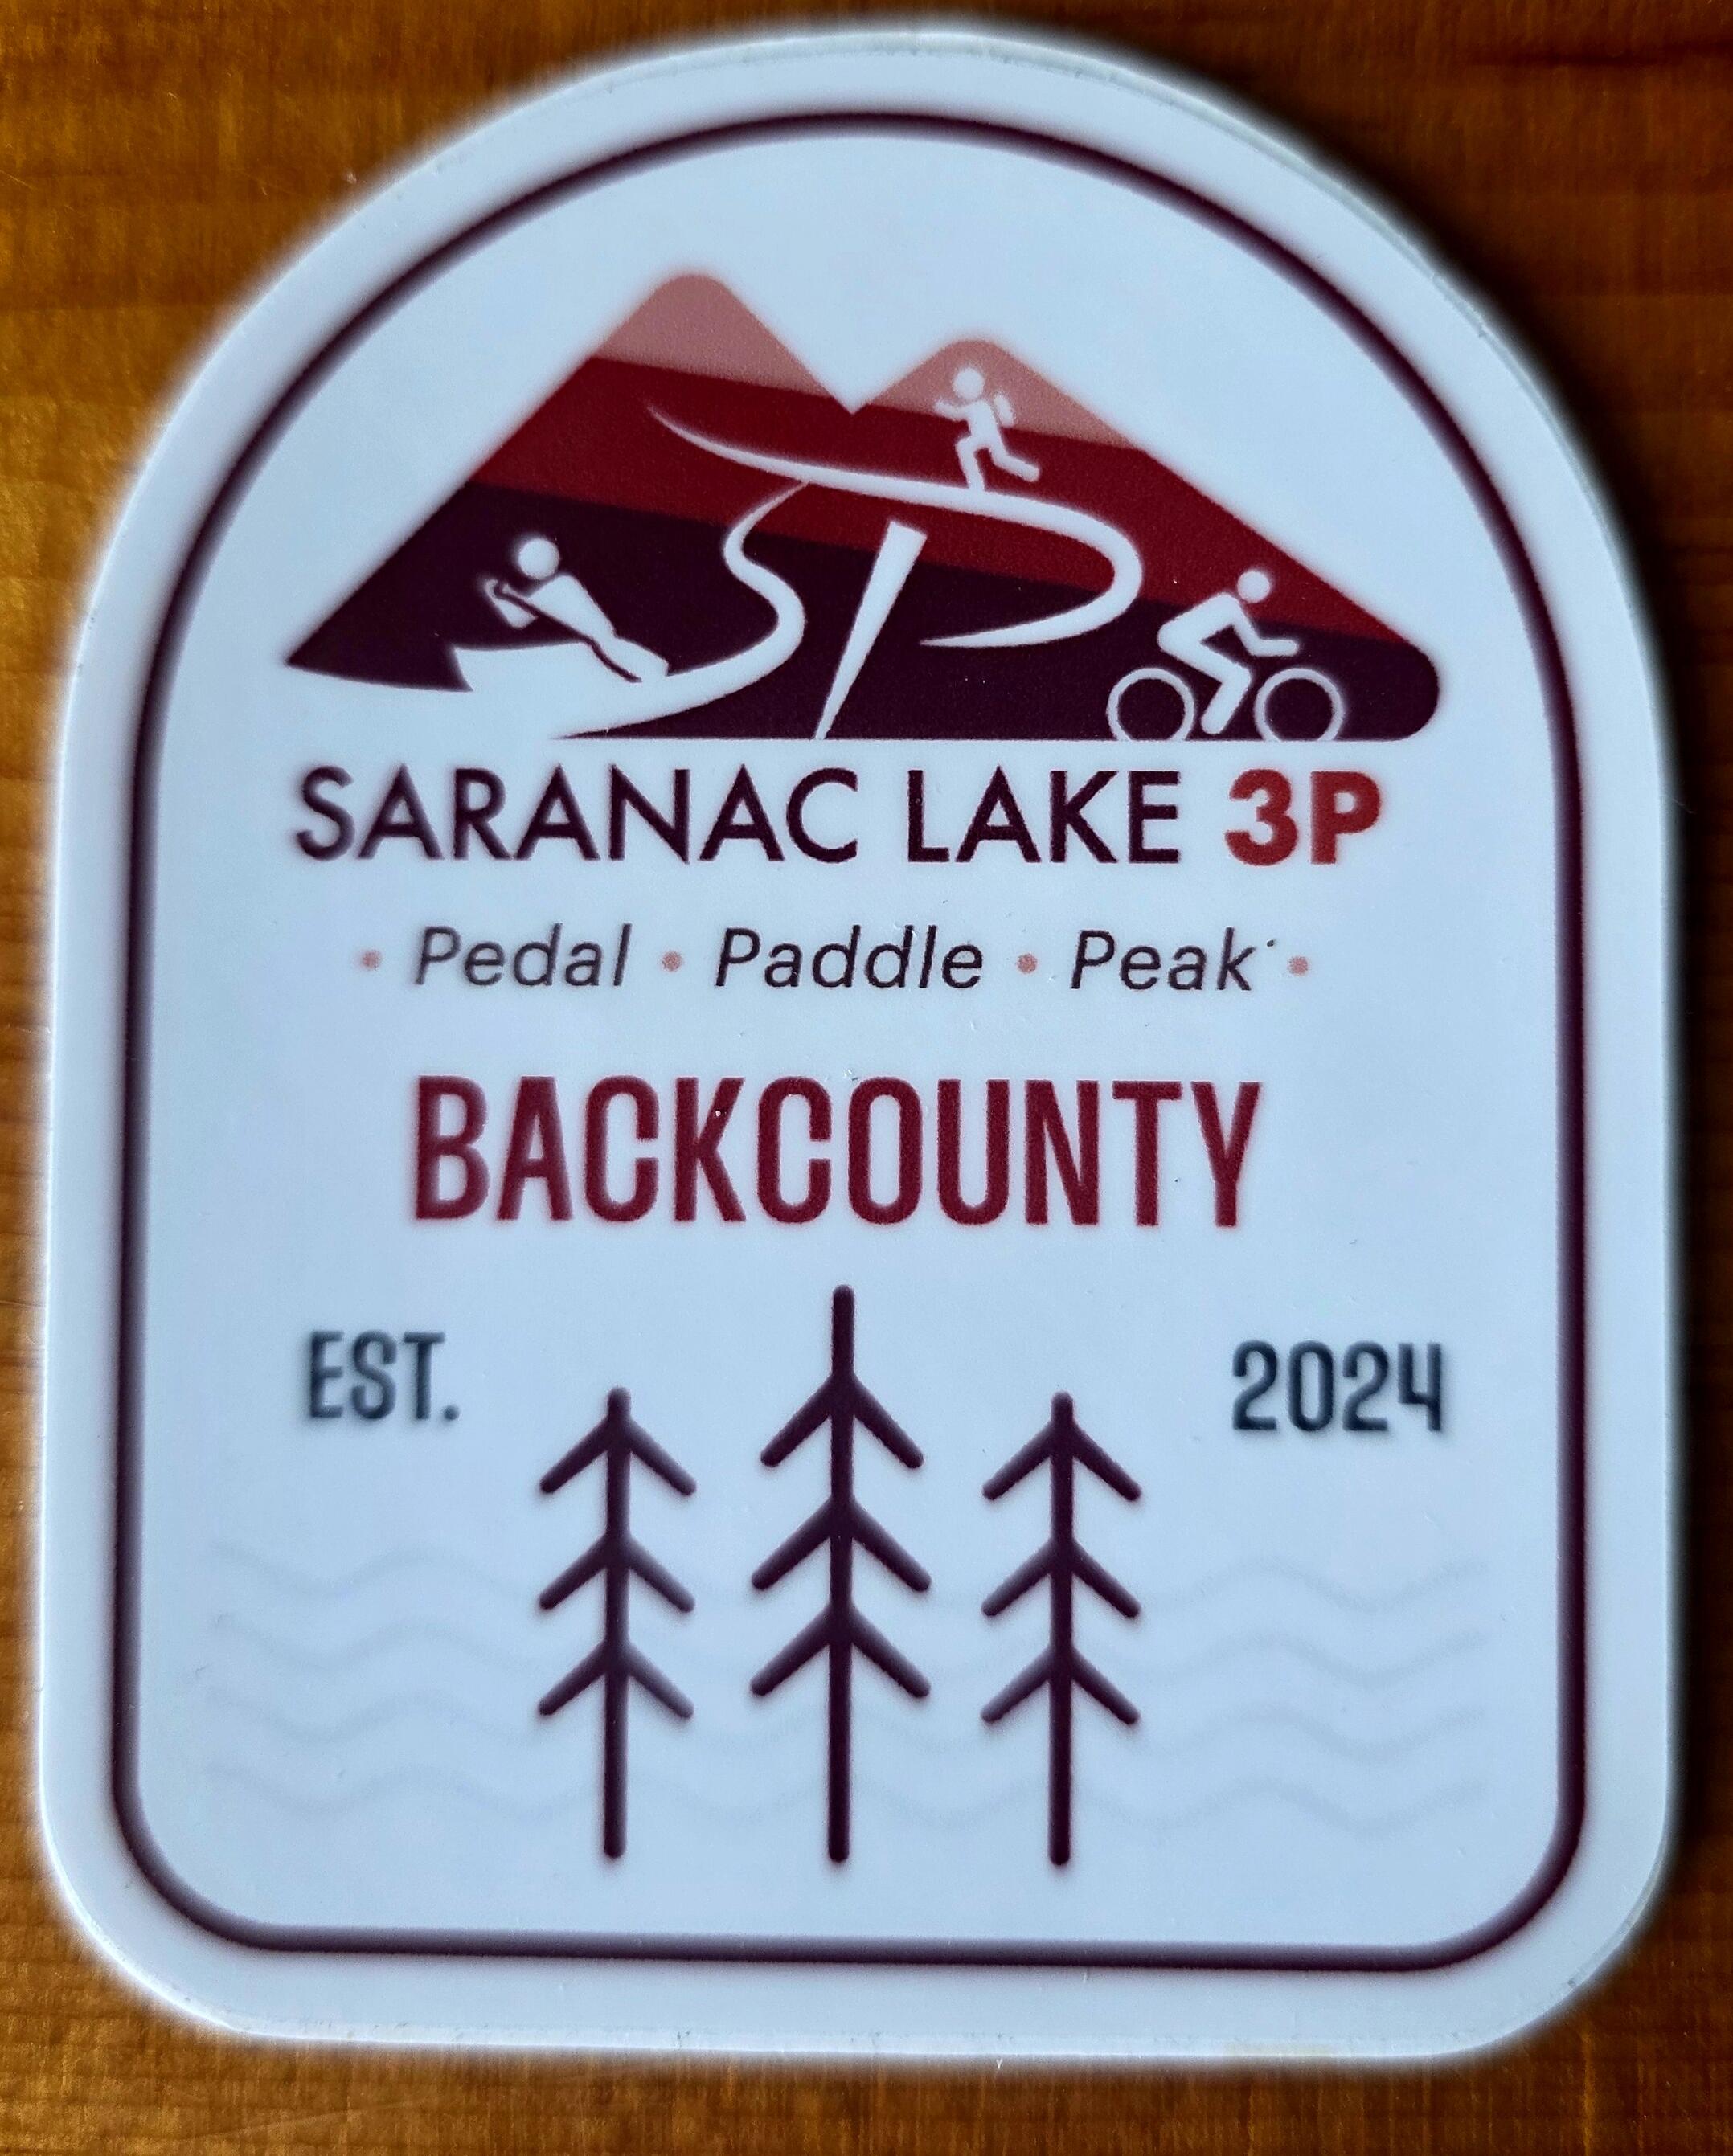 SARANAC LAKE 3P
• Pedal • Paddle • Peak •
BACKCOUNTY
EST. 2024